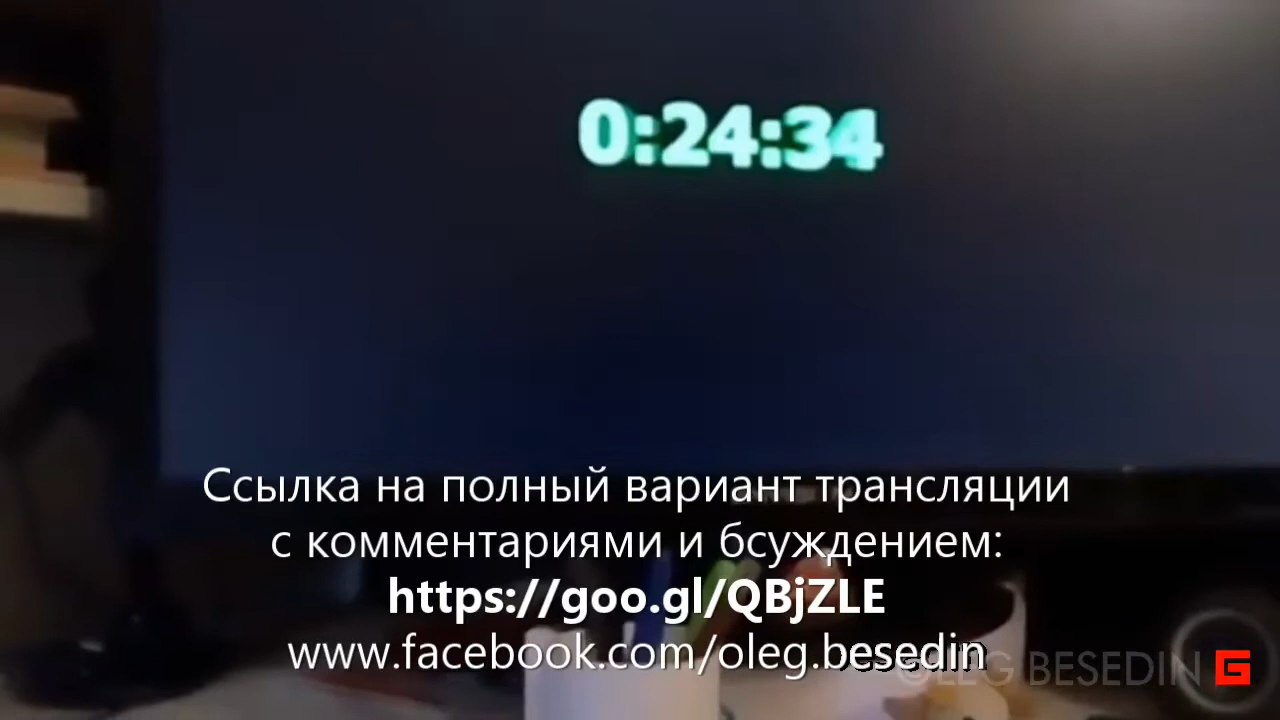 0:24:34
Ссылка на полный вариант трансляции
с комментариями и бсуждением:
https://goo.gl/QBjZLE
www.facebook.com/oleg.besedin
OLEG BESEDIN G